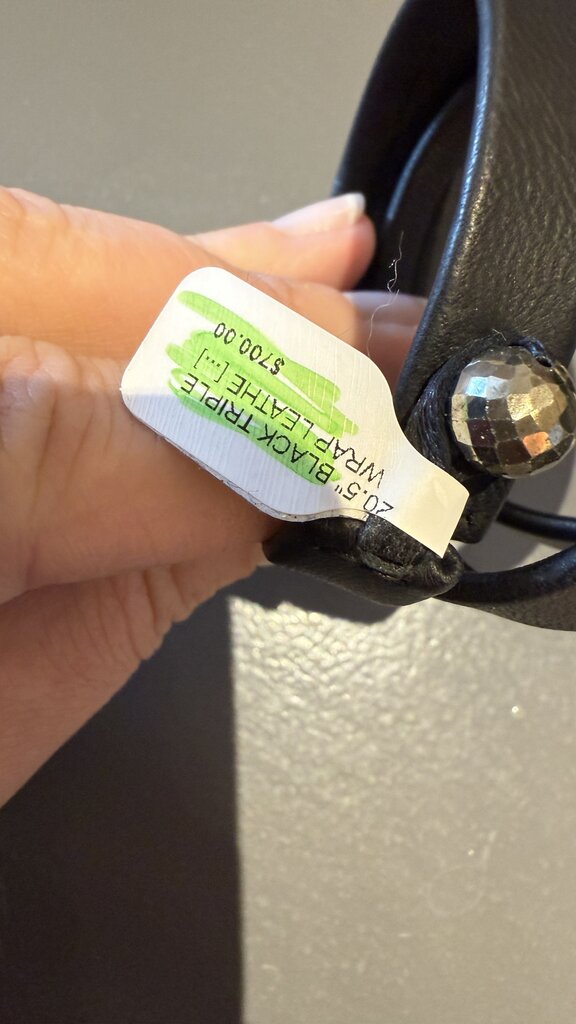 20.5" BLACK TRIPLE
WRAP LEATHE [...]
$700.00